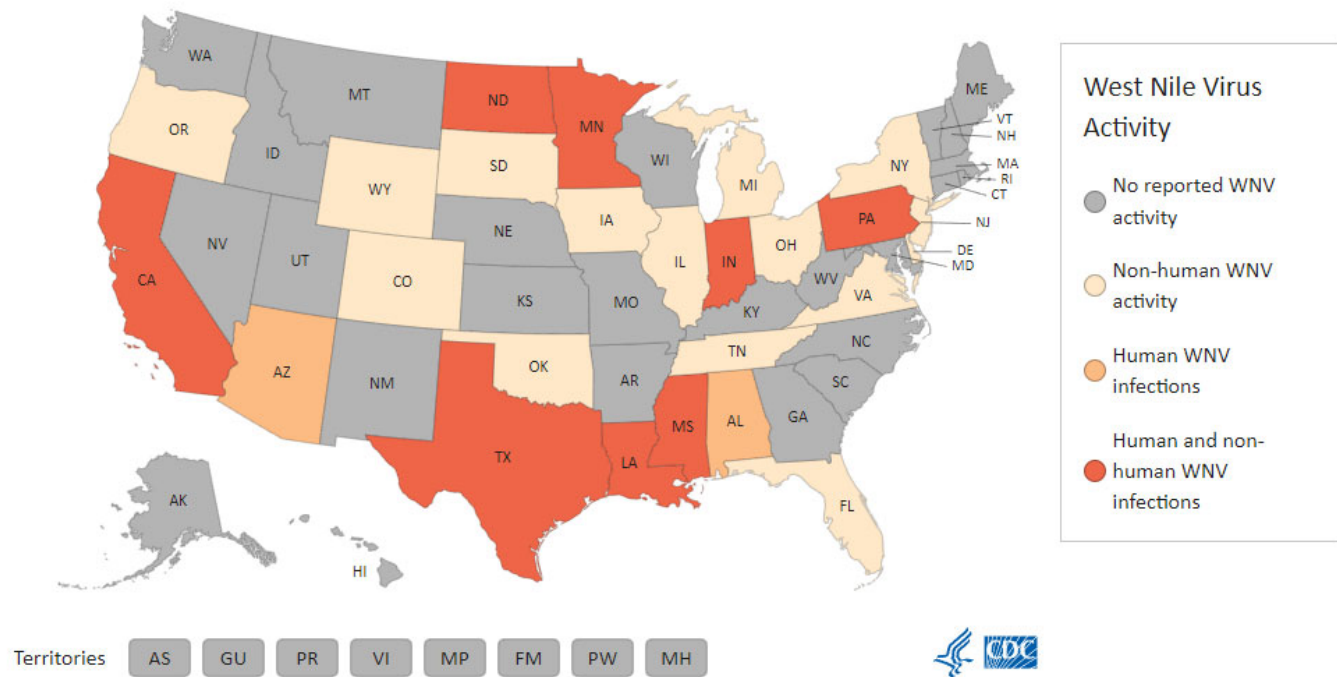 WA
MT
ND
MN
ME
VT
NH
OR
ID
SD
WI
NY
MA
RI
WY
MI
CT
IA
PA
NJ
NE
NV
UT
OH
DE
MD
CO
IL
IN
WV
CA
KS
MO
KY
VA
TN
NC
AZ
NM
OK
AR
SC
MS
AL
GA
TX
LA
AK
FL
HI
West Nile Virus
Activity
No reported WNV
activity
Non-human WNV
activity
Human WNV
infections
Human and non-
human WNV
infections
Territories AS GU PR VI MP FM PW MH
CDC